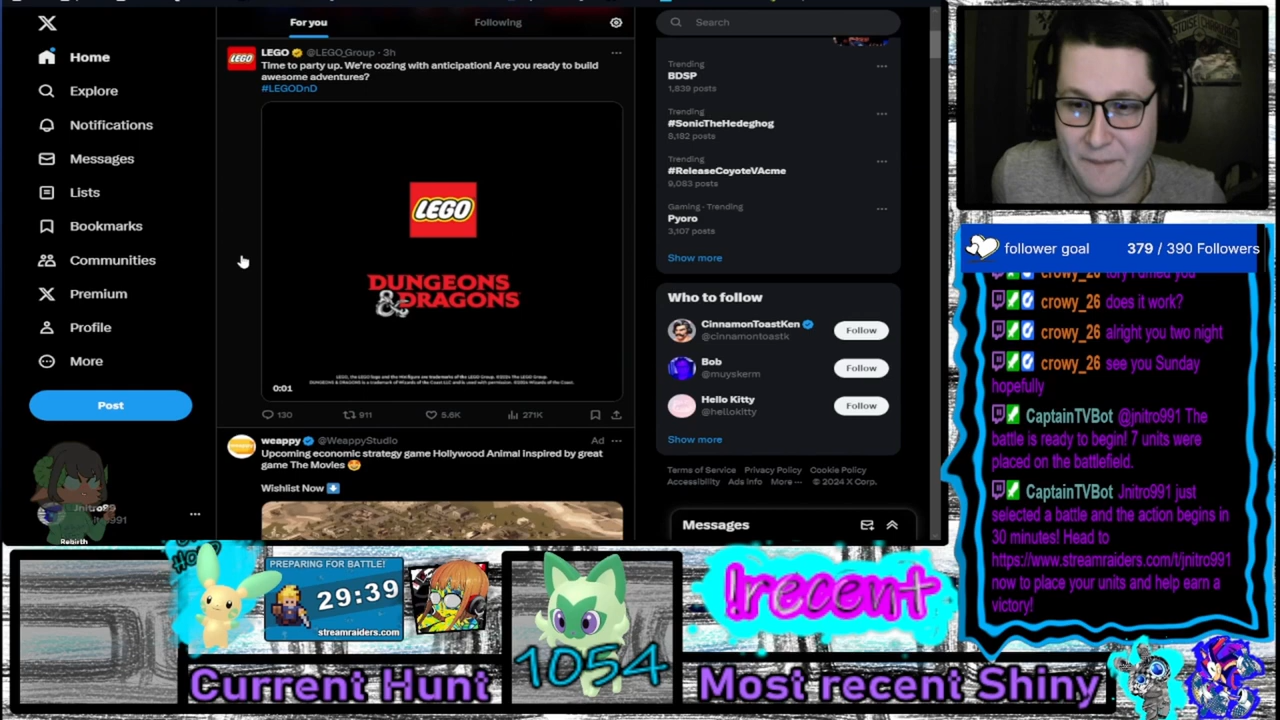 For you
Following
Search
Home
Explore
Notifications
Messages
Lists
Bookmarks
Communities
Premium
Profile
More
Post
Jnitro99
Rebirth
LEGO @LEGO_Group · 3h
Time to party up. We're oozing with anticipation! Are you ready to build
awesome adventures?
#LEGODnD
LEGO
LEGO
DUNGEONS
& DRAGONS
0:01
130 911 5.6K 271K
weappy @WeappyStudio Ad
Upcoming economic strategy game Hollywood Animal inspired by great
game The Movies
Wishlist Now
Trending
BDSP
1,839 posts
Trending
#SonicTheHedeghog
5,182 posts
Trending
#ReleaseCoyoteVAcme
9,083 posts
Gaming · Trending
Pyoro
3,107 posts
Show more
Who to follow
CinnamonToastKen
@cinnamontoastk
Follow
Bob
@muyskerm
Follow
Hello Kitty
@hellokitty
Follow
Show more
Terms of Service Privacy Policy Cookie Policy
Accessibility Ads info More ··· © 2024 X Corp.
Messages
follower goal 379 / 390 Followers
crowy_26 does it work?
crowy_26 alright you two night
crowy_26 see you Sunday
hopefully
CaptainTVBot @jnitro991 The
battle is ready to begin! 7 units were
placed on the battlefield.
CaptainTVBot Jnitro991 just
selected a battle and the action begins in
30 minutes! Head to
https://www.streamraiders.com/t/jnitro991
now to place your units and help earn a
victory!
PREPARING FOR BATTLE!
29:39
streamraiders.com
1054
!recent
Current Hunt
Most recent Shiny